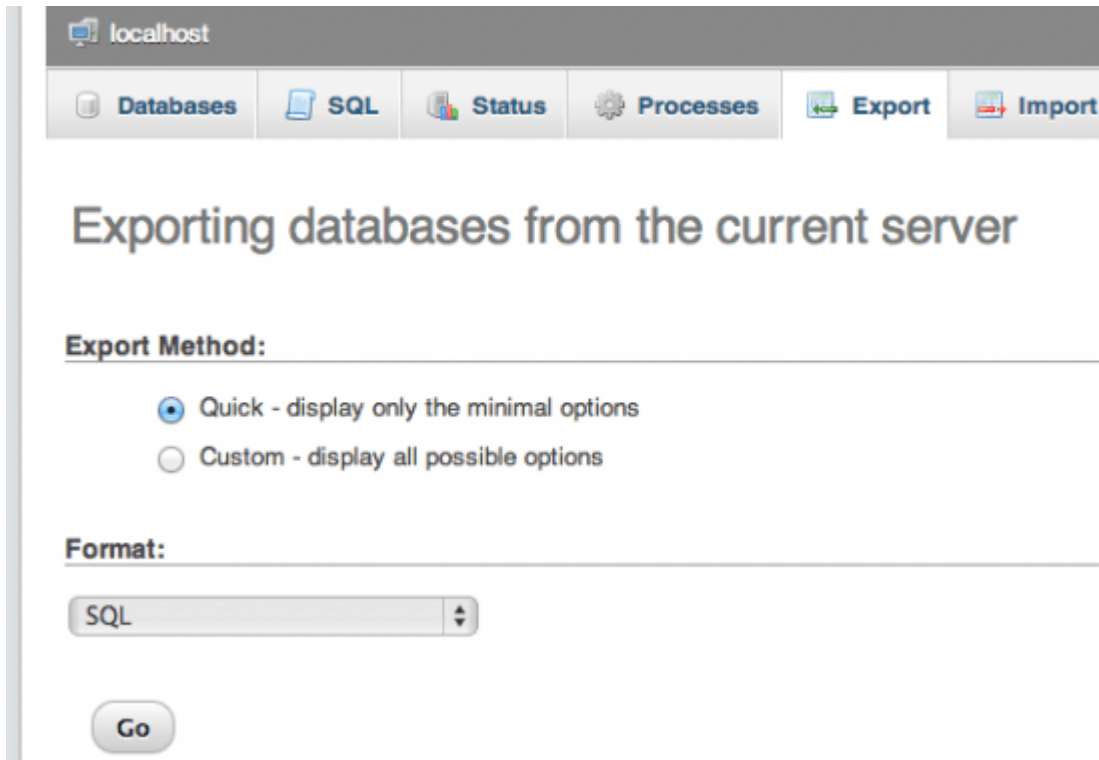 localhost
Databases SQL Status Processes Export Import
Exporting databases from the current server
Export Method:
Quick - display only the minimal options
Custom - display all possible options
Format:
SQL
Go